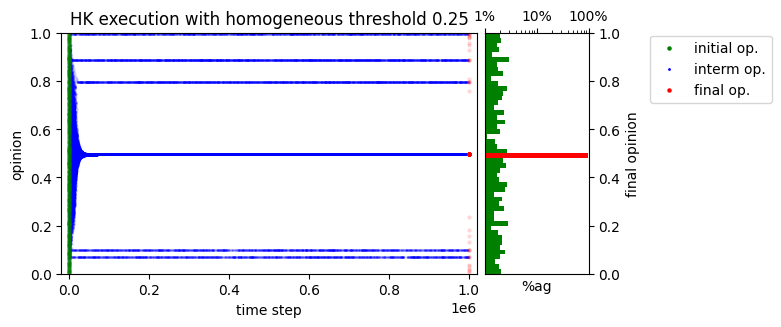 HK execution with homogeneous threshold 0.25
1% 10% 100%
1.0 1.0
0.8 0.8
0.6 0.6
0.4 0.4
0.2 0.2
0.0 0.0
opinion
final opinion
0.0 0.2 0.4 0.6 0.8 1.0
1e6
time step
%ag
initial op.
interm op.
final op.